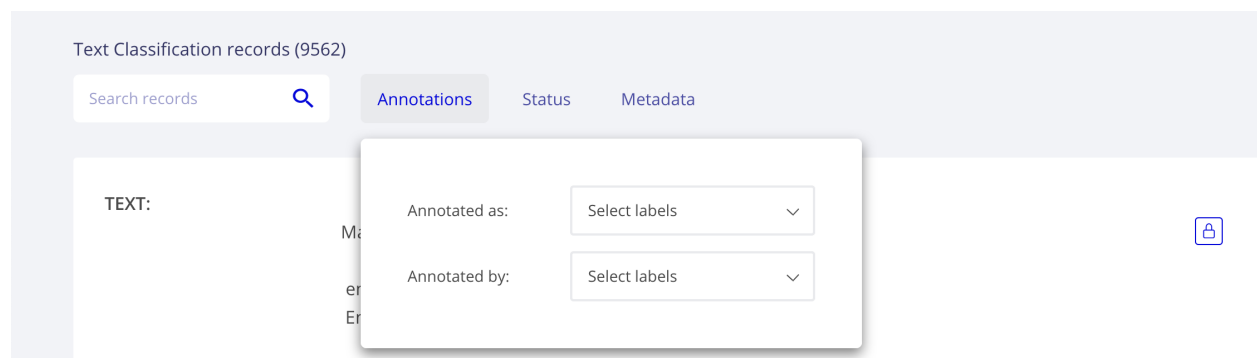 Text Classification records (9562)
Search records Annotations Status Metadata
TEXT:
Annotated as: Select labels
Annotated by: Select labels